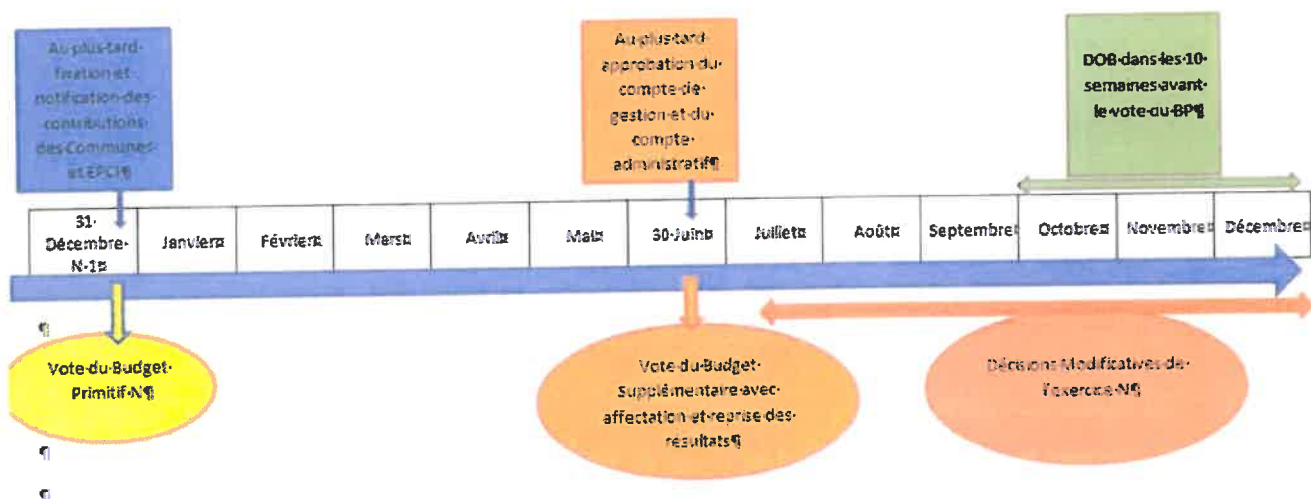 Au·plus·tard·
fixation·et·
notification·des·
contributions·
des·Communes·
et·EPCI¶
Au·plus·tard·
approbation·du·
compte·de·
gestion·et·du·
compte·
administratif¶
DOB·dans·les·10·
semaines·avant·
le·vote·du·BP¶
31·
Décembre·
N-1¤
Janvier¤
Février¤
Mars¤
Avril¤
Mai¤
30·Juin¤
Juillet¤
Août¤
Septembre¤
Octobre¤
Novembre¤
Décembre¤
¶
Vote·du·Budget·
Primitif·N¶
Vote·du·Budget·
Supplémentaire·avec·
affectation·et·reprise·des·
résultats¶
Décisions·Modificatives·de·
l'exercice·N¶
¶
¶